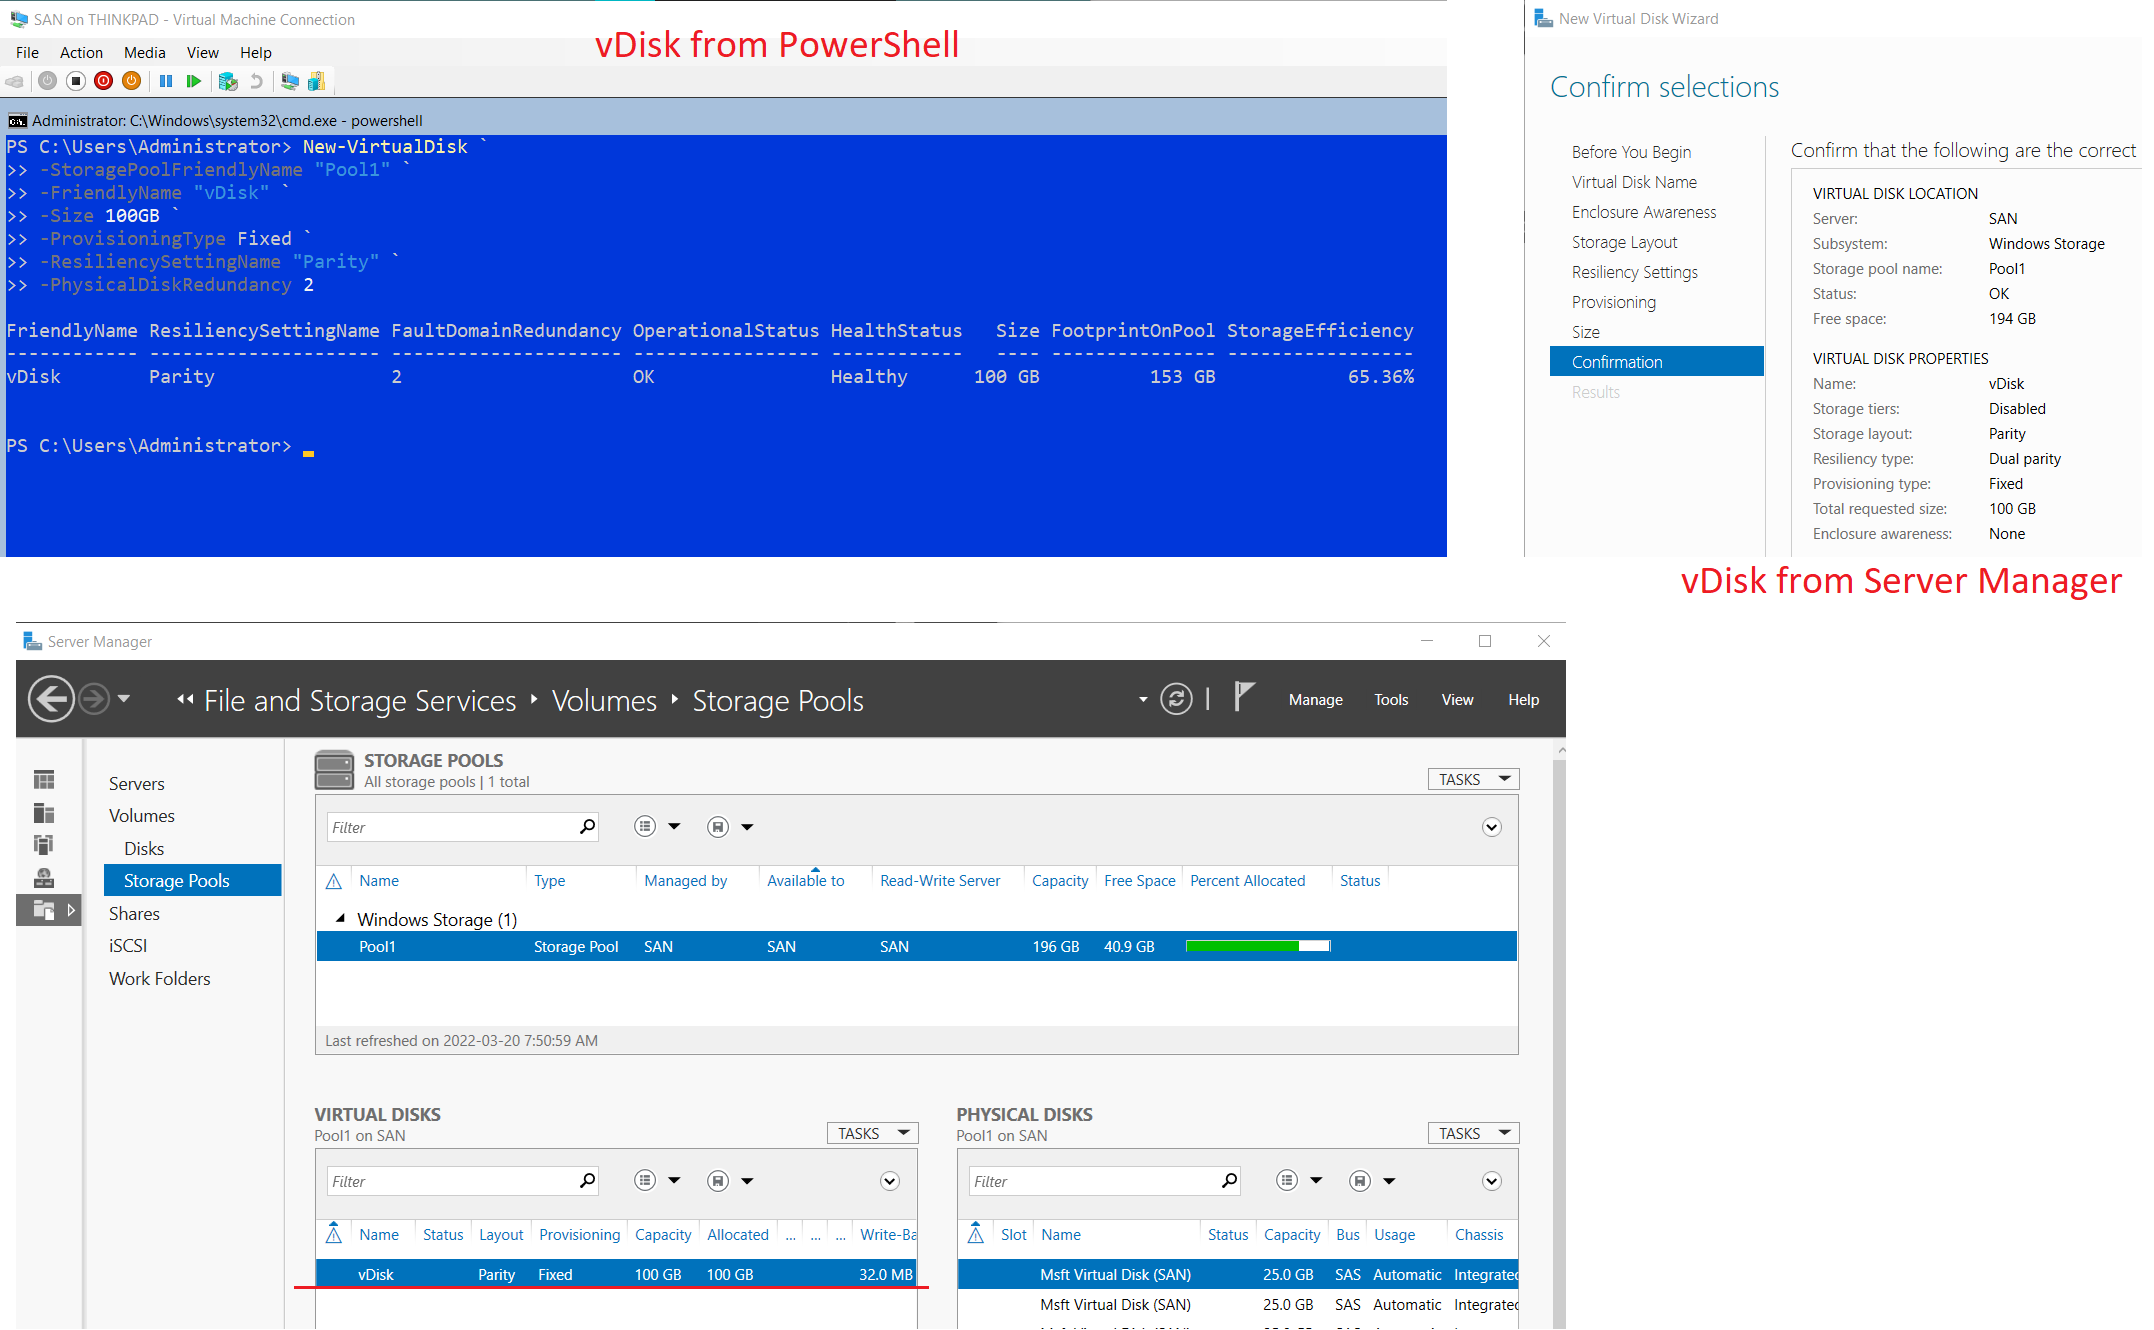 SAN on THINKPAD - Virtual Machine Connection
File Action Media View Help
vDisk from PowerShell
Administrator: C:\Windows\system32\cmd.exe - powershell
PS C:\Users\Administrator> New-VirtualDisk `
>> -StoragePoolFriendlyName "Pool1" `
>> -FriendlyName "vDisk" `
>> -Size 100GB `
>> -ProvisioningType Fixed `
>> -ResiliencySettingName "Parity" `
>> -PhysicalDiskRedundancy 2
FriendlyName ResiliencySettingName FaultDomainRedundancy OperationalStatus HealthStatus Size FootprintOnPool StorageEfficiency
------------ --------------------- --------------------- ----------------- ------------ ---- --------------- -----------------
vDisk Parity 2 OK Healthy 100 GB 153 GB 65.36%
PS C:\Users\Administrator>
New Virtual Disk Wizard
Confirm selections
Before You Begin
Virtual Disk Name
Enclosure Awareness
Storage Layout
Resiliency Settings
Provisioning
Size
Confirmation
Results
Confirm that the following are the correct
VIRTUAL DISK LOCATION
Server: SAN
Subsystem: Windows Storage
Storage pool name: Pool1
Status: OK
Free space: 194 GB
VIRTUAL DISK PROPERTIES
Name: vDisk
Storage tiers: Disabled
Storage layout: Parity
Resiliency type: Dual parity
Provisioning type: Fixed
Total requested size: 100 GB
Enclosure awareness: None
vDisk from Server Manager
Server Manager
File and Storage Services Volumes Storage Pools
Manage Tools View Help
Servers
Volumes
Disks
Storage Pools
Shares
iSCSI
Work Folders
STORAGE POOLS
All storage pools | 1 total
TASKS
Filter
Name Type Managed by Available to Read-Write Server Capacity Free Space Percent Allocated Status
Windows Storage (1)
Pool1 Storage Pool SAN SAN SAN 196 GB 40.9 GB
Last refreshed on 2022-03-20 7:50:59 AM
VIRTUAL DISKS
Pool1 on SAN
TASKS
Filter
Name Status Layout Provisioning Capacity Allocated ... ... ... Write-Ba
vDisk Parity Fixed 100 GB 100 GB 32.0 MB
PHYSICAL DISKS
Pool1 on SAN
TASKS
Filter
Slot Name Status Capacity Bus Usage Chassis
Msft Virtual Disk (SAN) 25.0 GB SAS Automatic Integrated
Msft Virtual Disk (SAN) 25.0 GB SAS Automatic Integrated